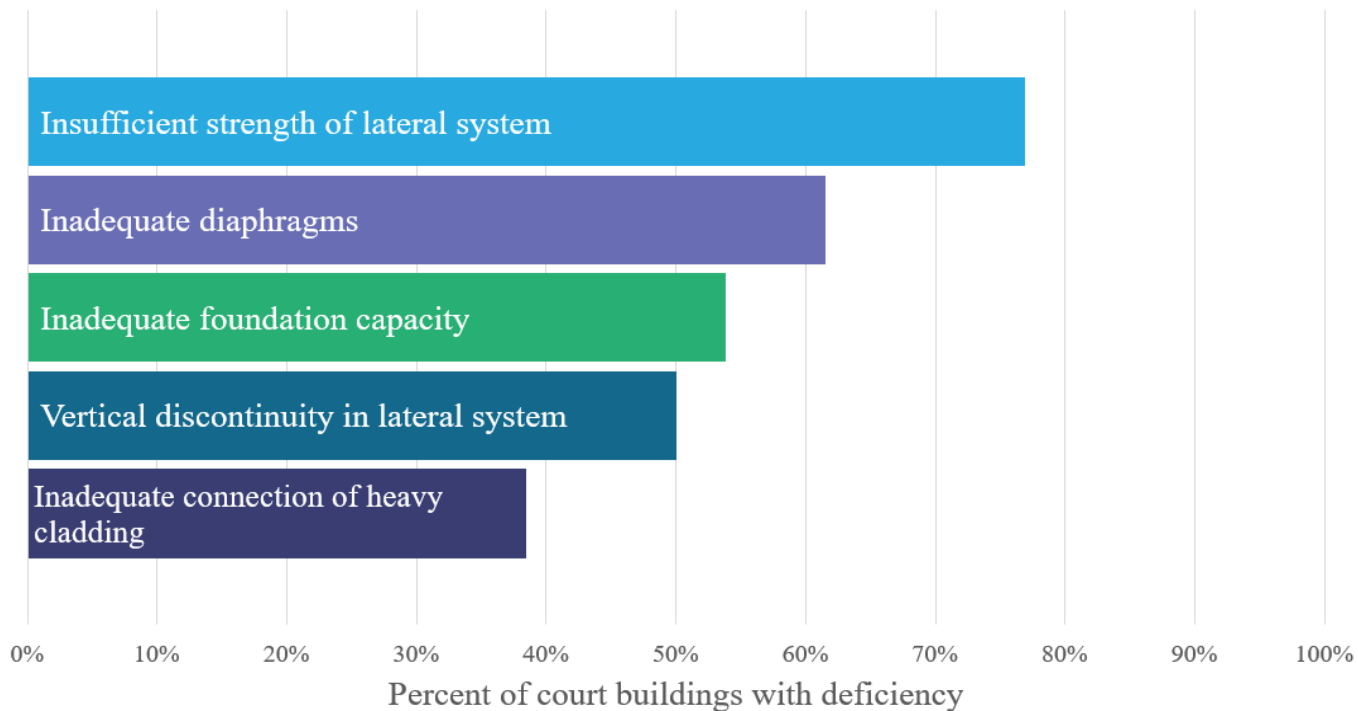 Insufficient strength of lateral system
Inadequate diaphragms
Inadequate foundation capacity
Vertical discontinuity in lateral system
Inadequate connection of heavy
cladding
0% 10% 20% 30% 40% 50% 60% 70% 80% 90% 100%
Percent of court buildings with deficiency